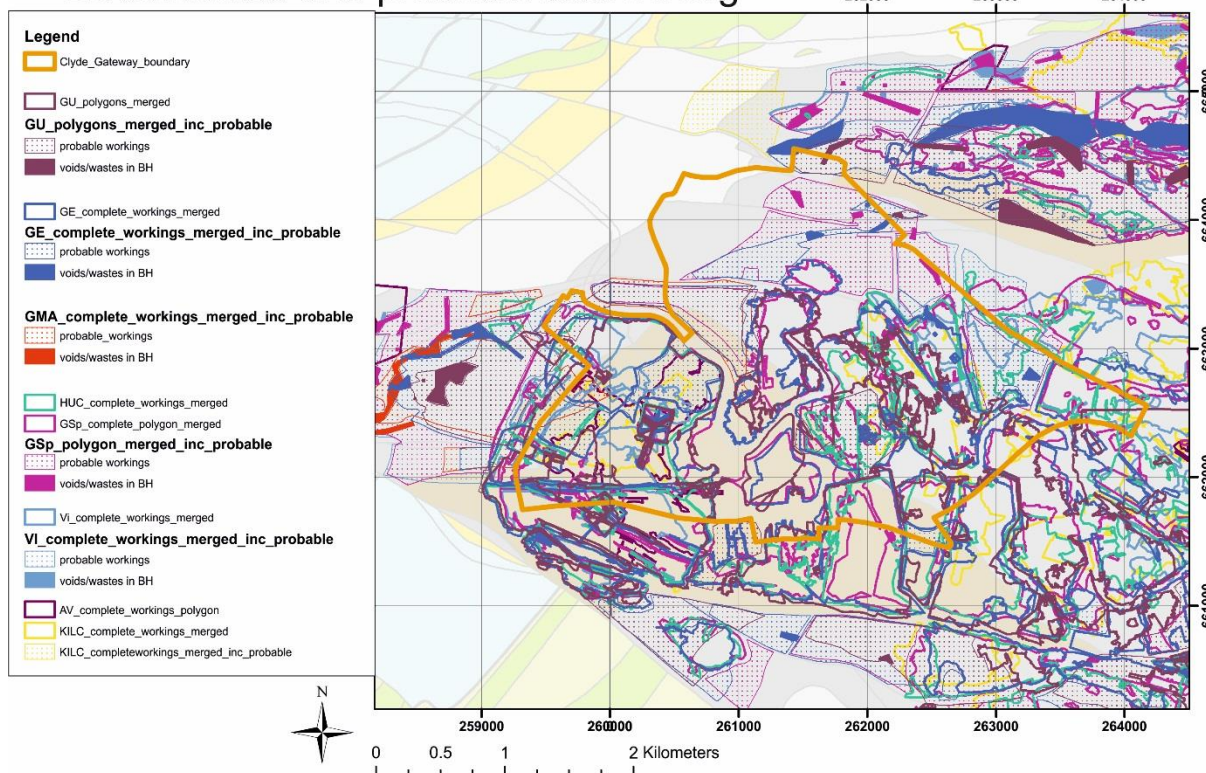 Legend
Clyde_Gateway_boundary
GU_polygons_merged
GU_polygons_merged_inc_probable
probable workings
voids/wastes in BH
GE_complete_workings_merged
GE_complete_workings_merged_inc_probable
probable workings
voids/wastes in BH
GMA_complete_workings_merged_inc_probable
probable_workings
voids/wastes in BH
HUC_complete_workings_merged
GSp_complete_polygon_merged
GSp_polygon_merged_inc_probable
probable workings
voids/wastes in BH
Vi_complete_workings_merged
VI_complete_workings_merged_inc_probable
probable workings
voids/wastes in BH
AV_complete_workings_polygon
KILC_complete_workings_merged
KILC_completeworkings_merged_inc_probable
259000 260000 261000 262000 263000 264000
N
0 0.5 1 2 Kilometers